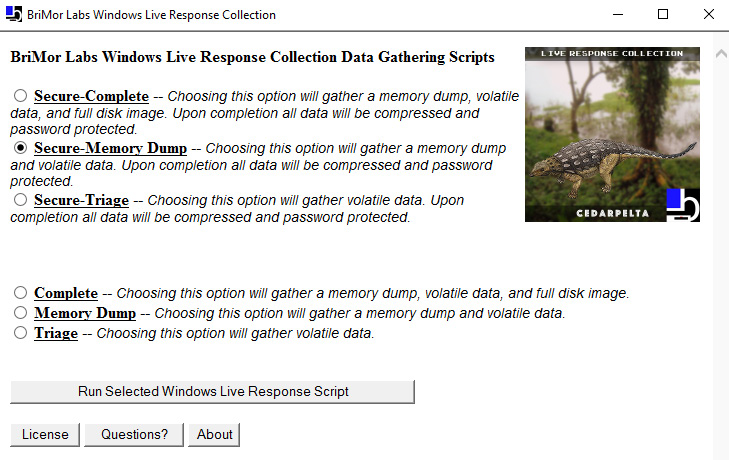 BriMor Labs Windows Live Response Collection
BriMor Labs Windows Live Response Collection Data Gathering Scripts
LIVE RESPONSE COLLECTION
Secure-Complete -- Choosing this option will gather a memory dump, volatile
data, and full disk image. Upon completion all data will be compressed and
password protected.
Secure-Memory Dump -- Choosing this option will gather a memory dump
and volatile data. Upon completion all data will be compressed and password
protected.
Secure-Triage -- Choosing this option will gather volatile data. Upon
completion all data will be compressed and password protected.
CEDARPELTA
Complete -- Choosing this option will gather a memory dump, volatile data, and full disk image.
Memory Dump -- Choosing this option will gather a memory dump and volatile data.
Triage -- Choosing this option will gather volatile data.
Run Selected Windows Live Response Script
License Questions? About